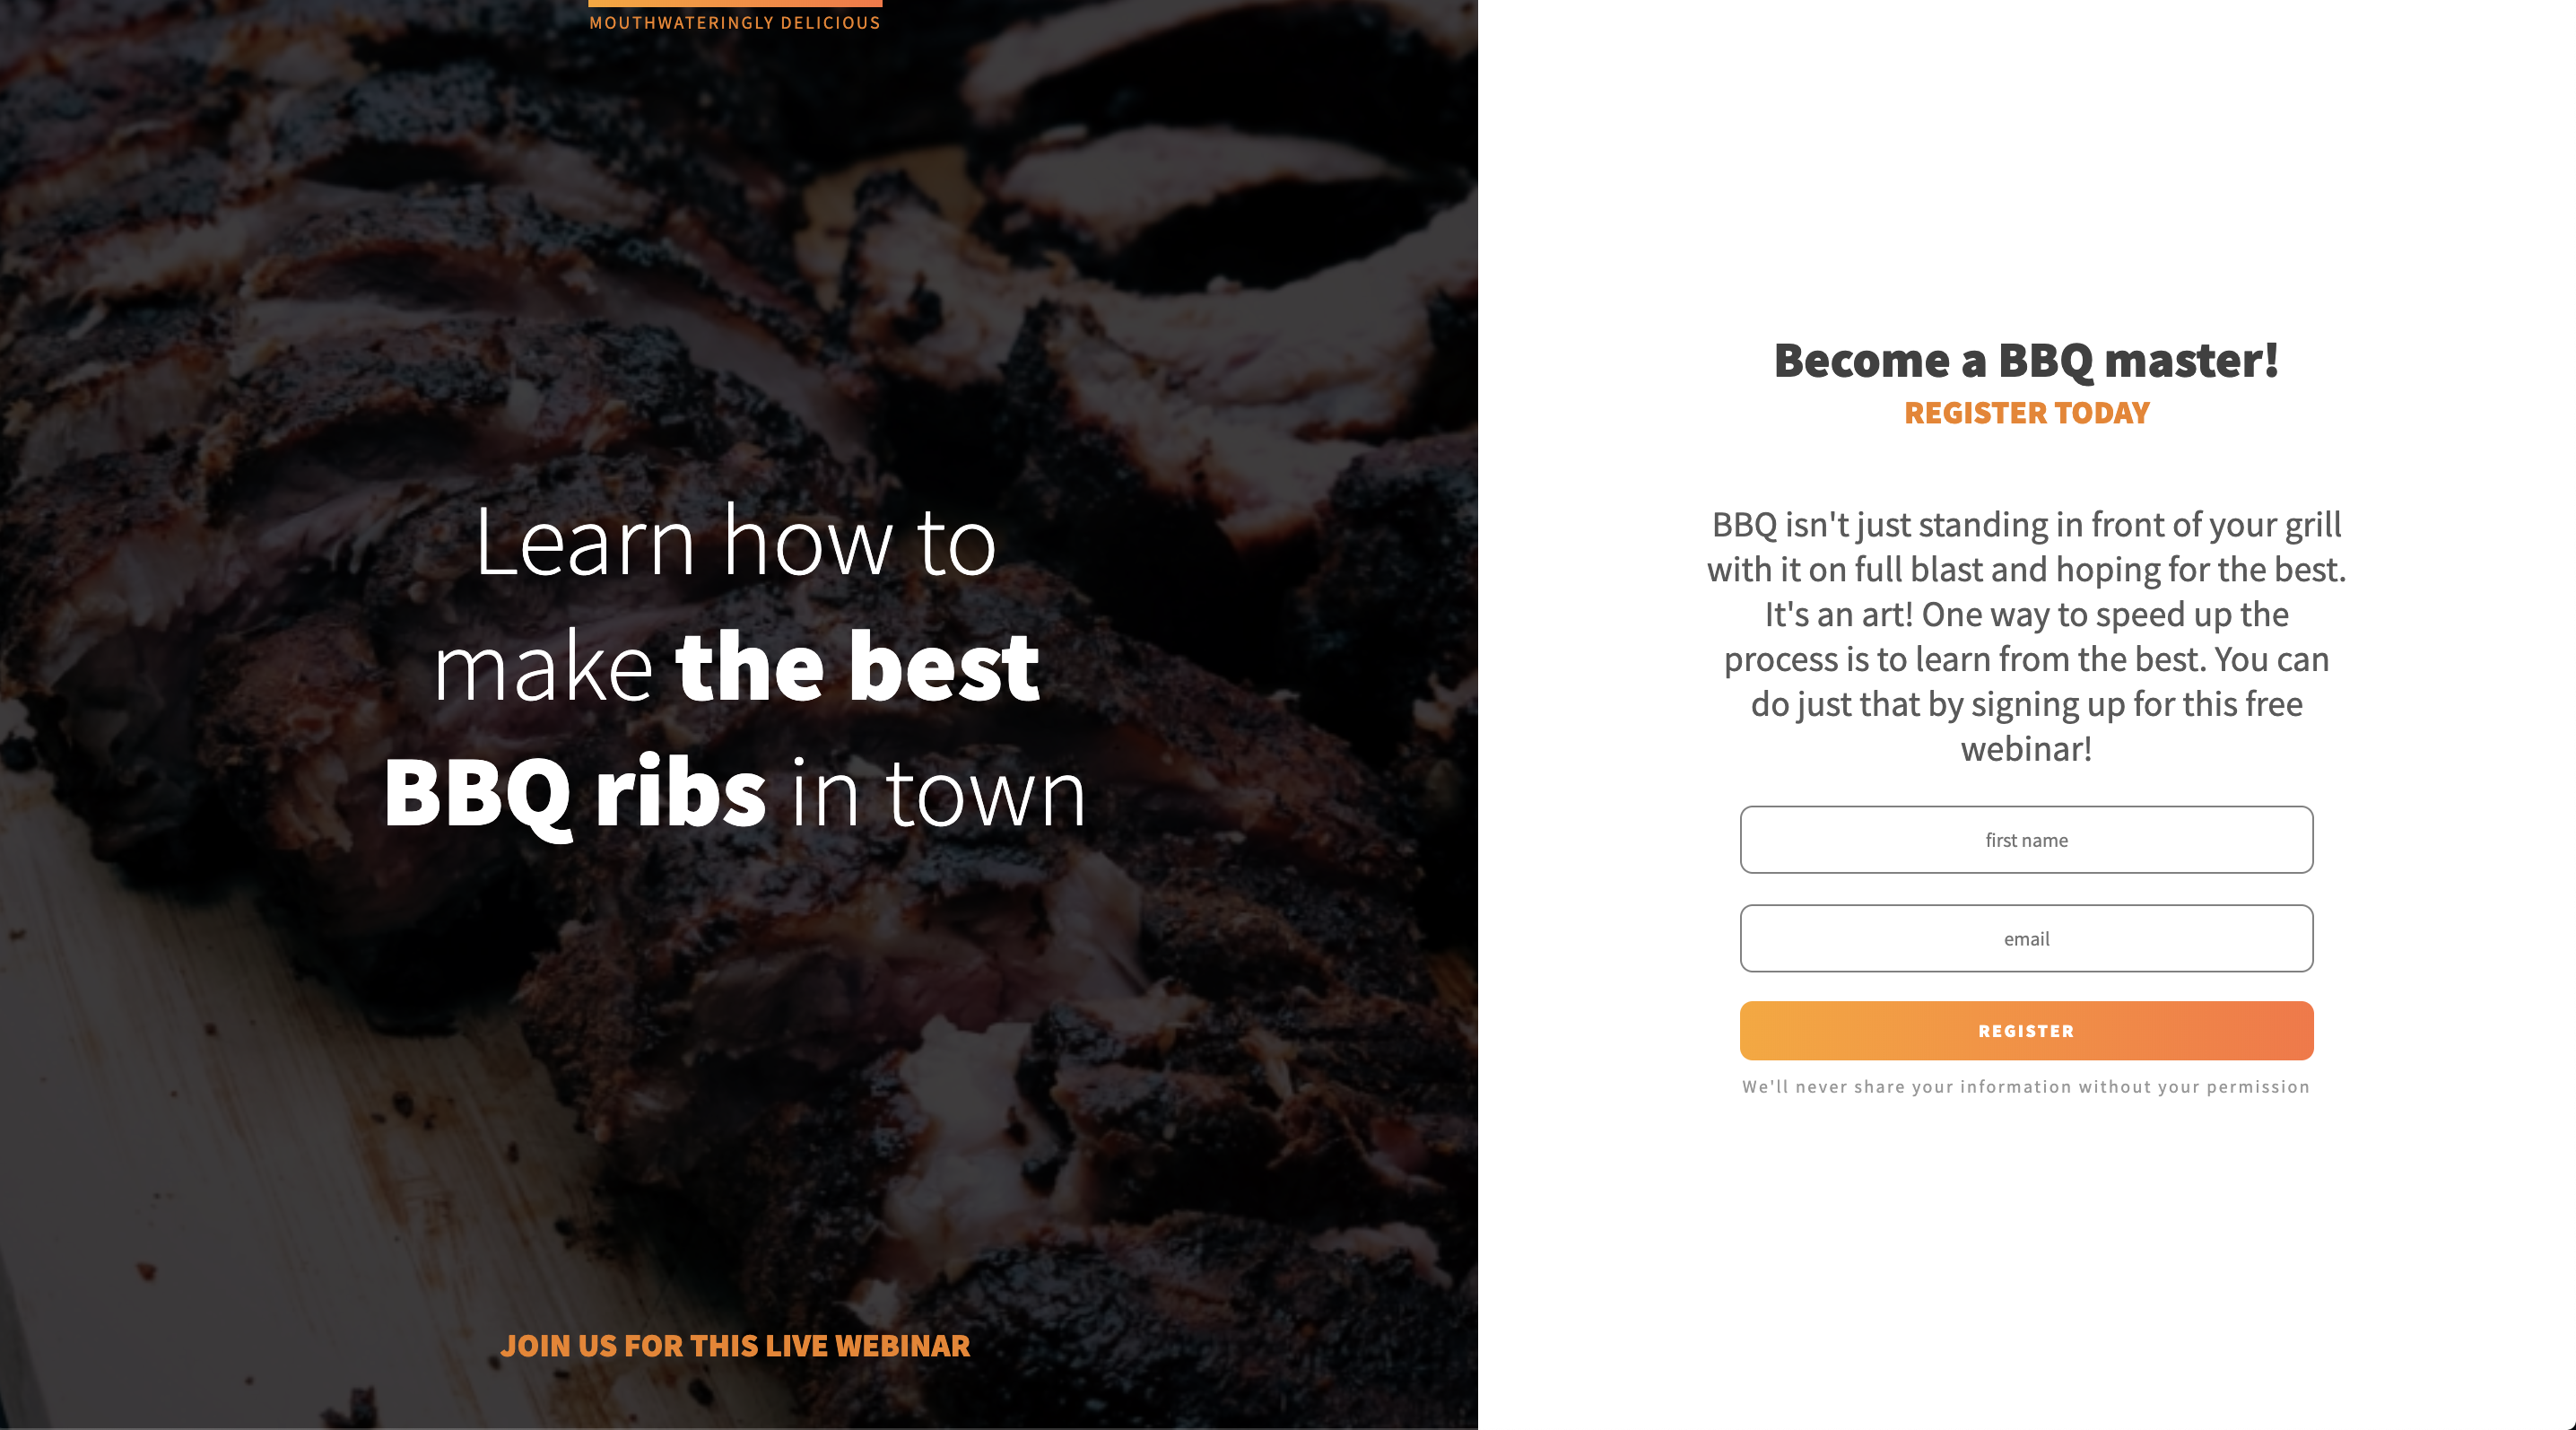 MOUTHWATERINGLY DELICIOUS
Learn how to
make the best
BBQ ribs in town
JOIN US FOR THIS LIVE WEBINAR
Become a BBQ master!
REGISTER TODAY
BBQ isn't just standing in front of your grill
with it on full blast and hoping for the best.
It's an art! One way to speed up the
process is to learn from the best. You can
do just that by signing up for this free
webinar!
first name
email
REGISTER
We'll never share your information without your permission